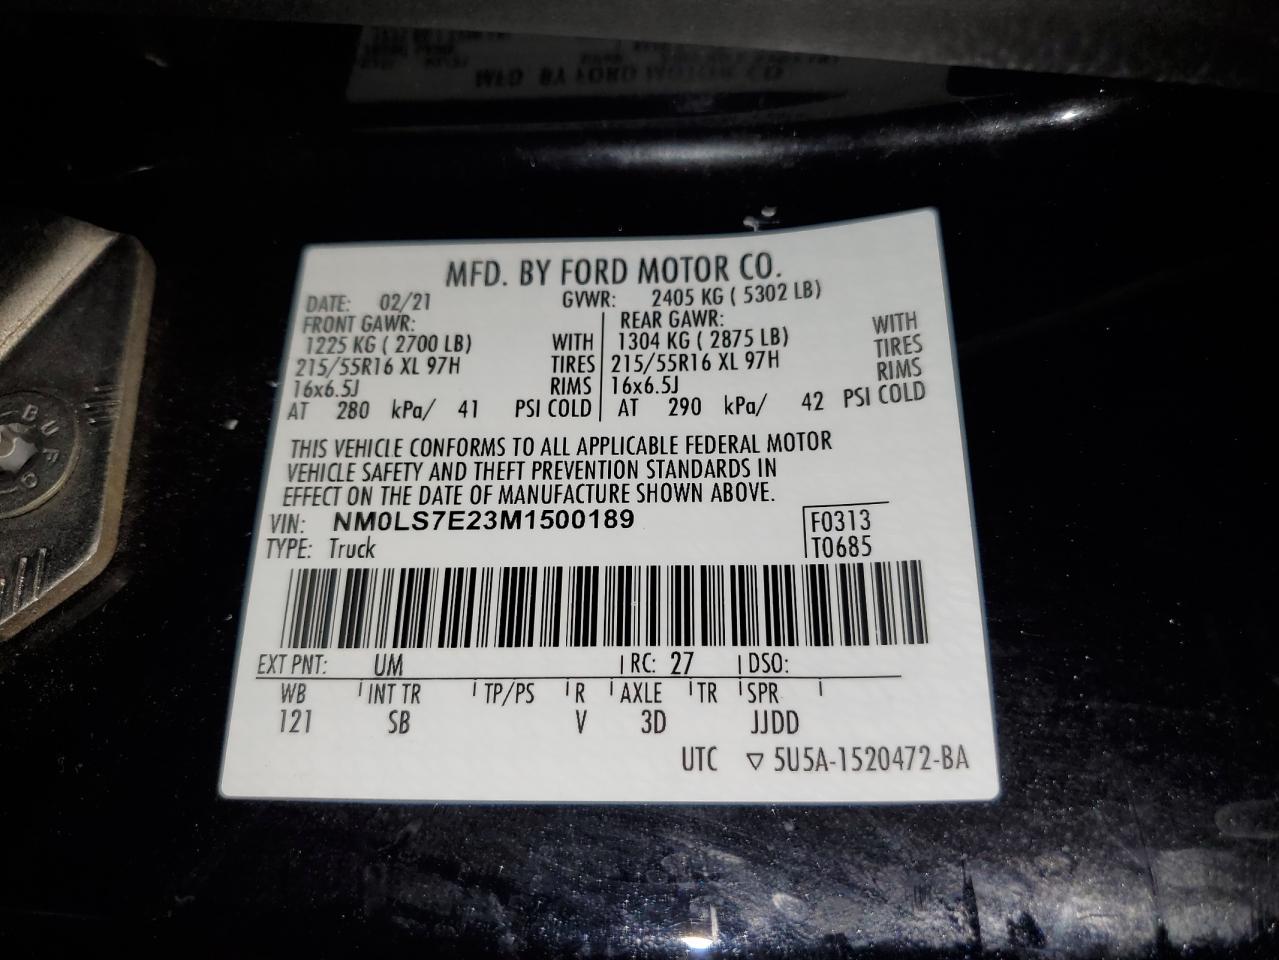 MFD. BY FORD MOTOR CO.
DATE: 02/21 GVWR: 2405 KG ( 5302 LB)
FRONT GAWR: REAR GAWR:
1225 KG ( 2700 LB) WITH 1304 KG ( 2875 LB) WITH
215/55R16 XL 97H TIRES 215/55R16 XL 97H TIRES
16x6.5J RIMS 16x6.5J RIMS
AT 280 kPa/ 41 PSI COLD AT 290 kPa/ 42 PSI COLD
THIS VEHICLE CONFORMS TO ALL APPLICABLE FEDERAL MOTOR
VEHICLE SAFETY AND THEFT PREVENTION STANDARDS IN
EFFECT ON THE DATE OF MANUFACTURE SHOWN ABOVE.
VIN: NM0LS7E23M1500189 F0313
TYPE: Truck T0685
EXT PNT: UM RC: 27 DSO:
WB INT TR TP/PS R AXLE TR SPR
121 SB V 3D JJDD
UTC ▽ 5U5A-1520472-BA